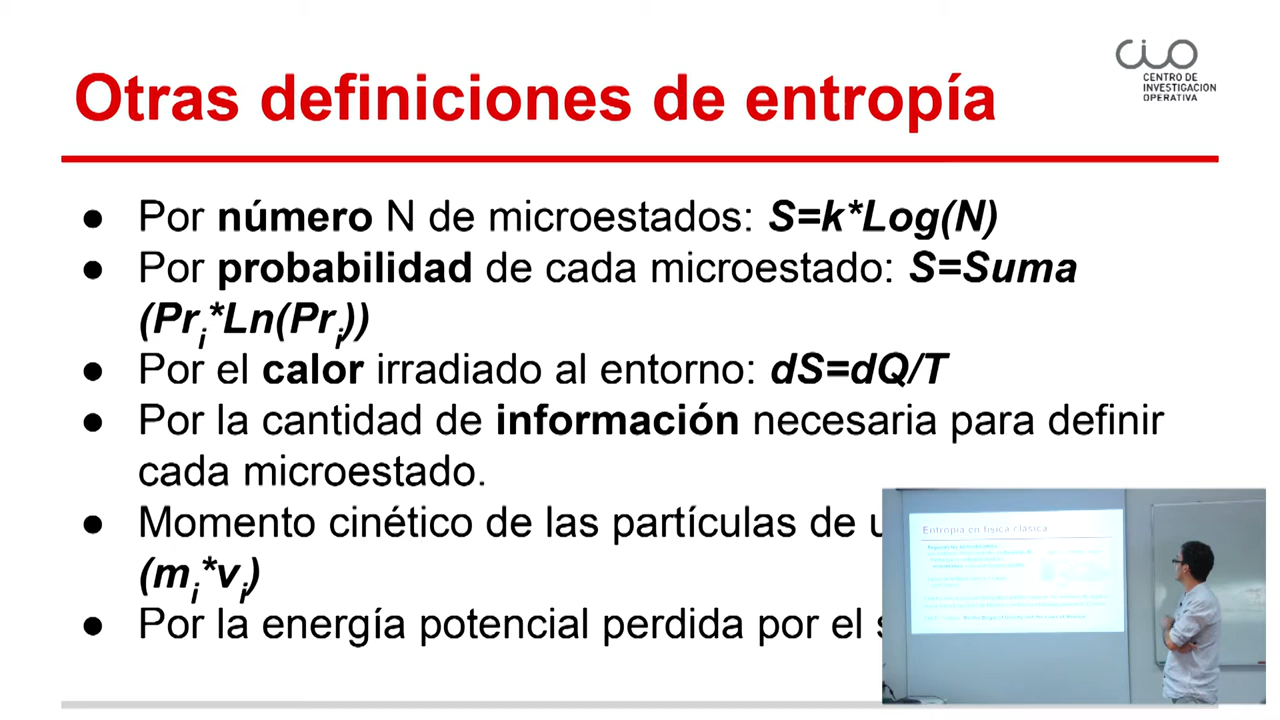 CIO
CENTRO DE
INVESTIGACION
OPERATIVA
Otras definiciones de entropía
● Por número N de microestados: S=k*Log(N)
● Por probabilidad de cada microestado: S=Suma
(Pri*Ln(Pri))
● Por el calor irradiado al entorno: dS=dQ/T
● Por la cantidad de información necesaria para definir
cada microestado.
● Momento cinético de las partículas de
(mi*vi)
● Por la energía potencial perdida por el
Entropía en física clásica